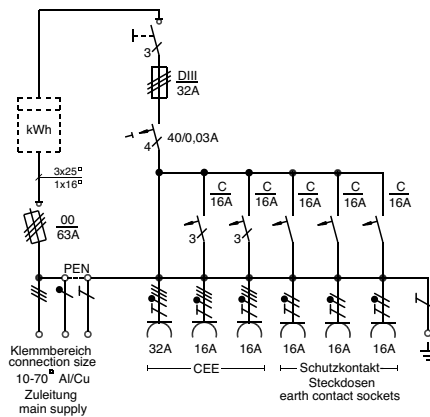 3
DIII
32A
kWh
4
40/0,03A
3x25□
1x16□
C
16A
C
16A
C
16A
C
16A
C
16A
3
3
00
63A
PEN
32A
16A
16A
16A
16A
16A
CEE
Schutzkontakt
Steckdosen
earth contact sockets
Klemmbereich
connection size
10-70□ Al/Cu
Zuleitung
main supply